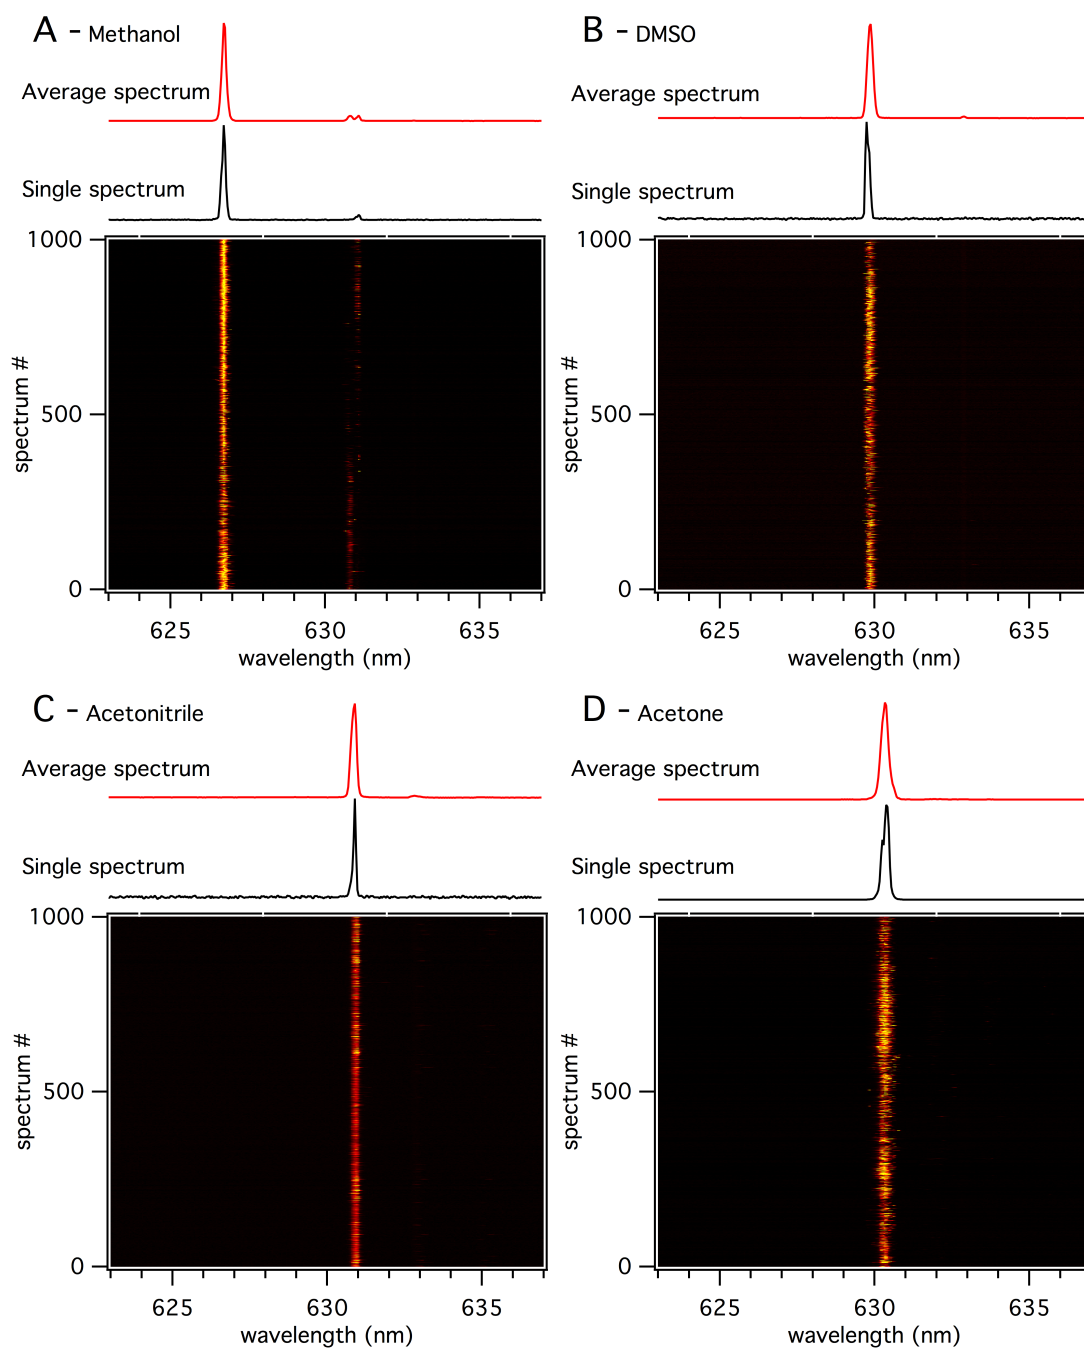 A - Methanol
Average spectrum
Single spectrum
1000
500
0
spectrum #
625 630 635
wavelength (nm)
B - DMSO
Average spectrum
Single spectrum
1000
500
0
spectrum #
625 630 635
wavelength (nm)
C - Acetonitrile
Average spectrum
Single spectrum
1000
500
0
spectrum #
625 630 635
wavelength (nm)
D - Acetone
Average spectrum
Single spectrum
1000
500
0
spectrum #
625 630 635
wavelength (nm)